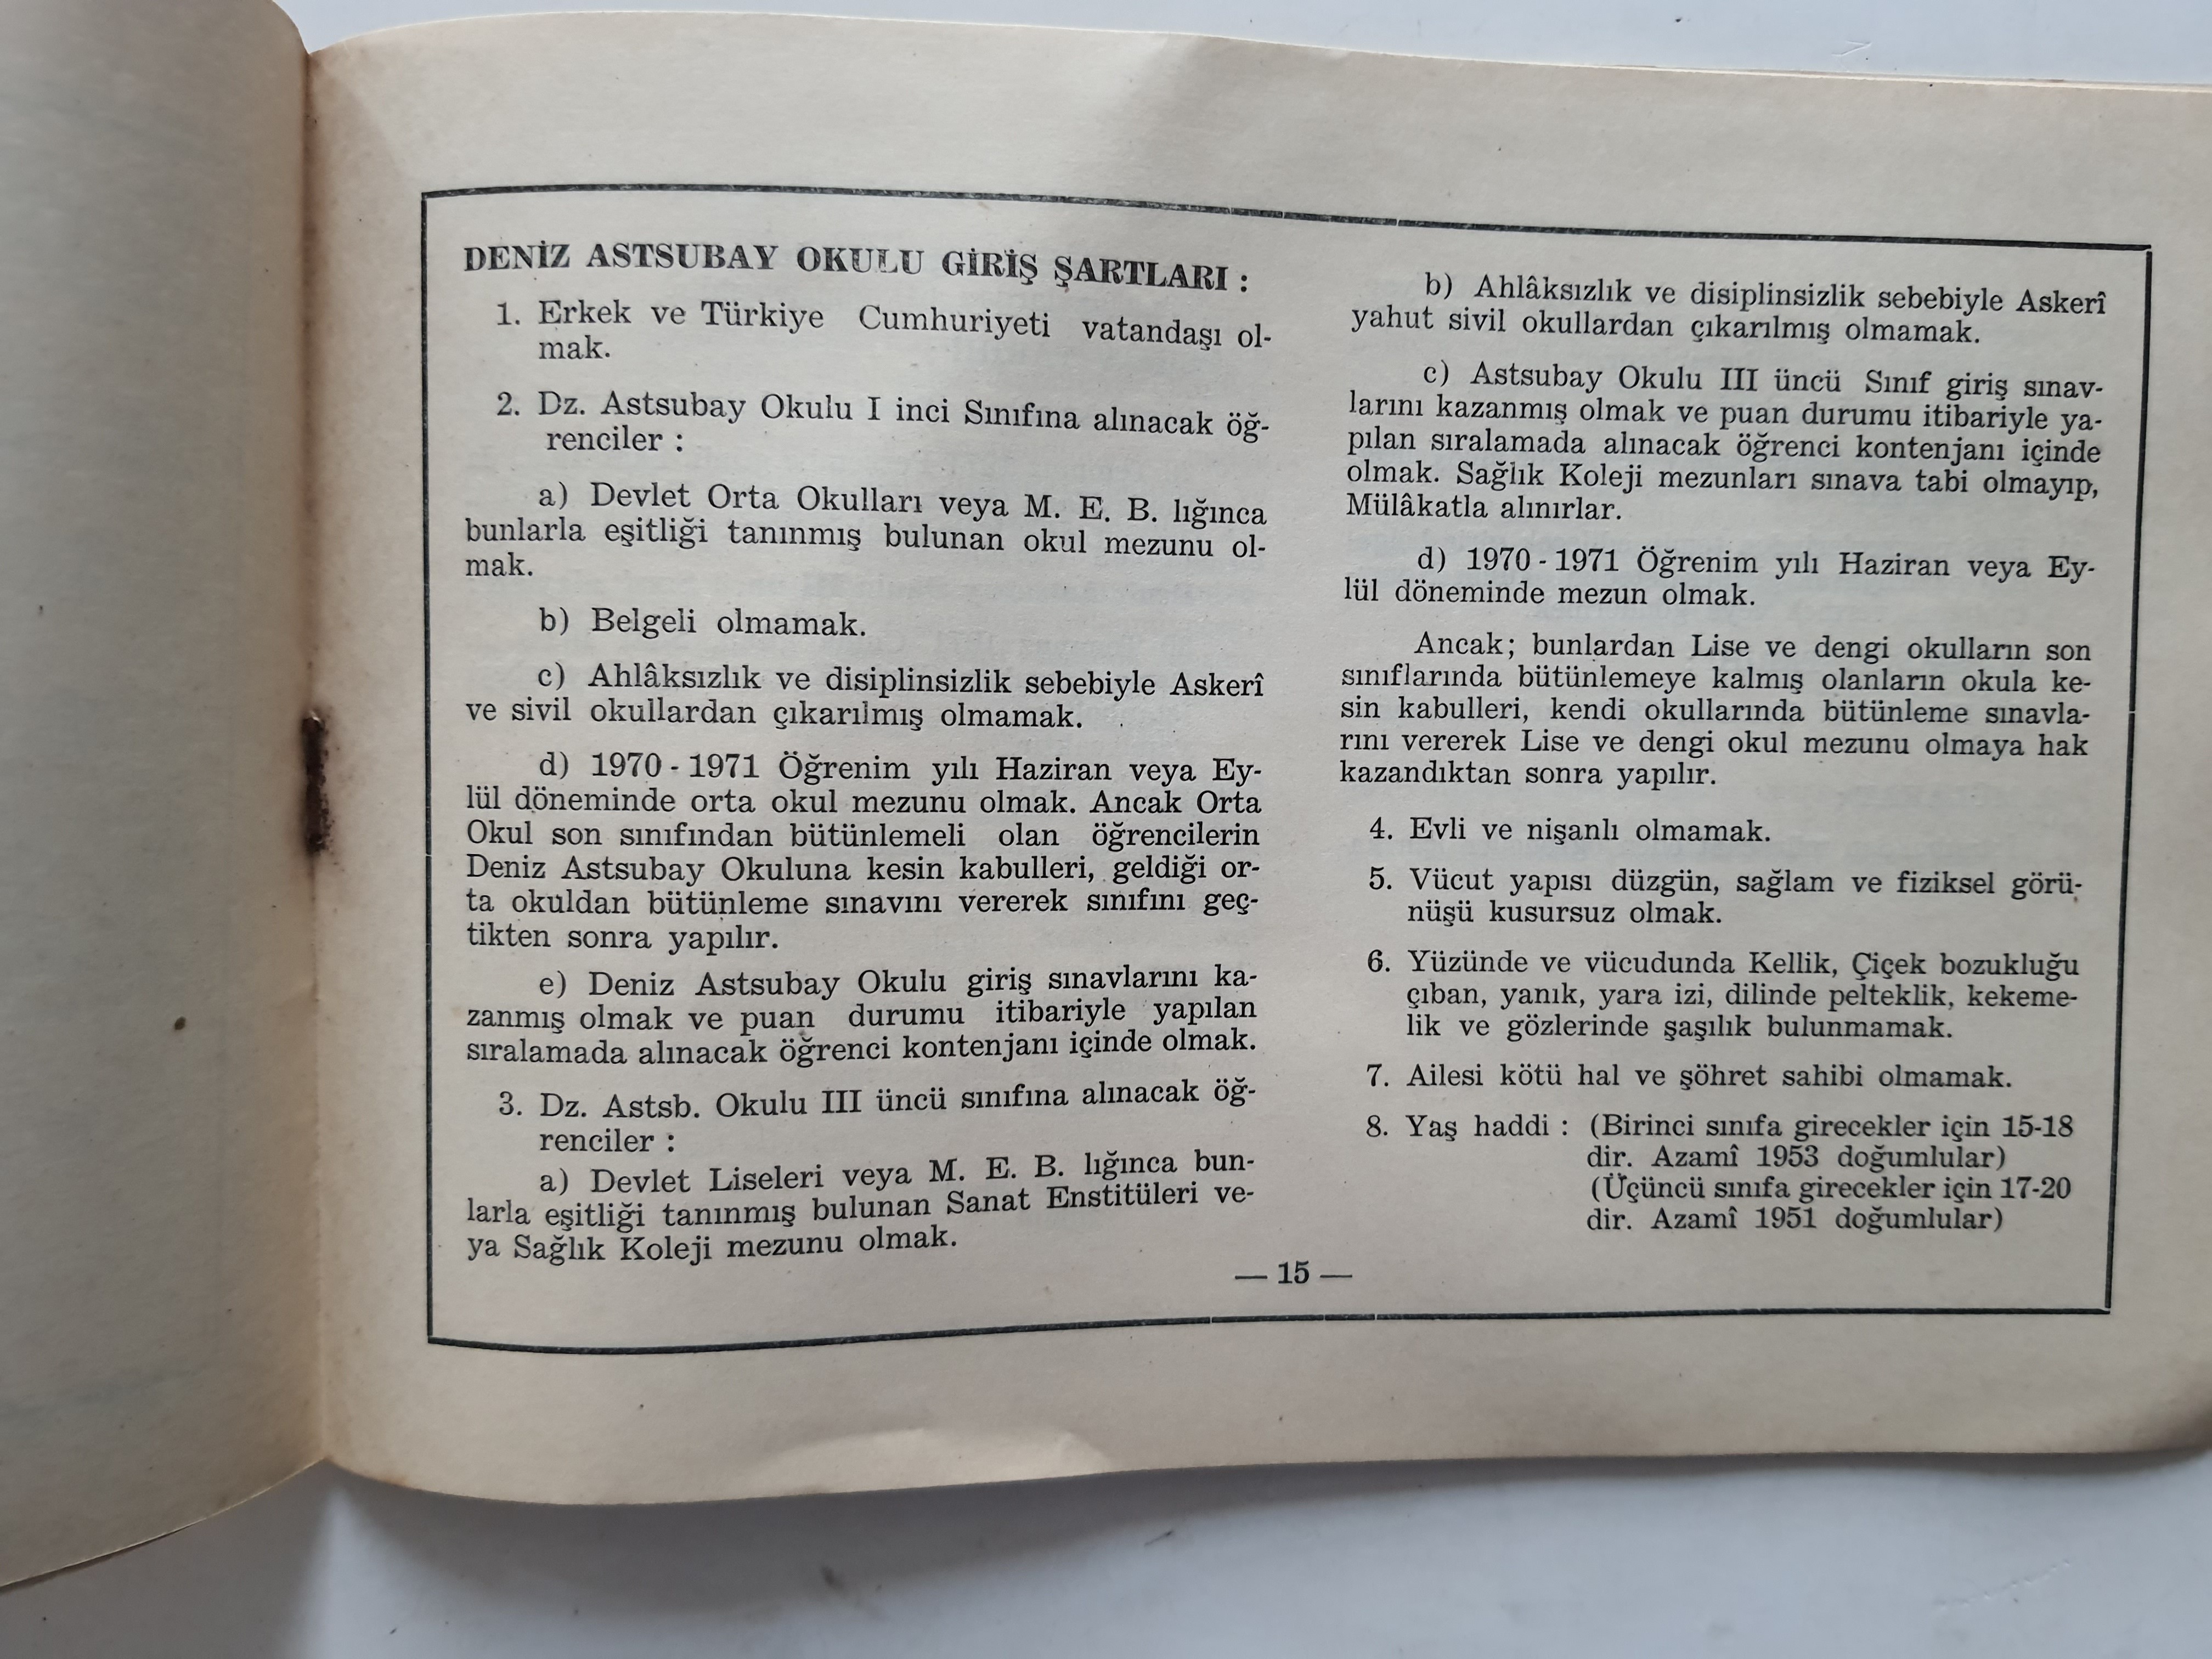 DENİZ ASTSUBAY OKULU GİRİŞ ŞARTLARI :
1. Erkek ve Türkiye Cumhuriyeti vatandaşı ol-
mak.
2. Dz. Astsubay Okulu I inci Sınıfına alınacak öğ-
renciler :
a) Devlet Orta Okulları veya M. E. B. lığınca
bunlarla eşitliği tanınmış bulunan okul mezunu ol-
mak.
b) Belgeli olmamak.
c) Ahlâksızlık ve disiplinsizlik sebebiyle Askerî
ve sivil okullardan çıkarılmış olmamak.
d) 1970 - 1971 Öğrenim yılı Haziran veya Ey-
lül döneminde orta okul mezunu olmak. Ancak Orta
Okul son sınıfından bütünlemeli olan öğrencilerin
Deniz Astsubay Okuluna kesin kabulleri, geldiği or-
ta okuldan bütünleme sınavını vererek sınıfını geç-
tikten sonra yapılır.
e) Deniz Astsubay Okulu giriş sınavlarını ka-
zanmış olmak ve puan durumu itibariyle yapılan
sıralamada alınacak öğrenci kontenjanı içinde olmak.
3. Dz. Astsb. Okulu III üncü sınıfına alınacak öğ-
renciler :
a) Devlet Liseleri veya M. E. B. lığınca bun-
larla eşitliği tanınmış bulunan Sanat Enstitüleri ve-
ya Sağlık Koleji mezunu olmak.
b) Ahlâksızlık ve disiplinsizlik sebebiyle Askerî
yahut sivil okullardan çıkarılmış olmamak.
c) Astsubay Okulu III üncü Sınıf giriş sınav-
larını kazanmış olmak ve puan durumu itibariyle ya-
pılan sıralamada alınacak öğrenci kontenjanı içinde
olmak. Sağlık Koleji mezunları sınava tabi olmayıp,
Mülâkatla alınırlar.
d) 1970 - 1971 Öğrenim yılı Haziran veya Ey-
lül döneminde mezun olmak.
Ancak; bunlardan Lise ve dengi okulların son
sınıflarında bütünlemeye kalmış olanların okula ke-
sin kabulleri, kendi okullarında bütünleme sınavla-
rını vererek Lise ve dengi okul mezunu olmaya hak
kazandıktan sonra yapılır.
4. Evli ve nişanlı olmamak.
5. Vücut yapısı düzgün, sağlam ve fiziksel görü-
nüşü kusursuz olmak.
6. Yüzünde ve vücudunda Kellik, Çiçek bozukluğu
çıban, yanık, yara izi, dilinde pelteklik, kekeme-
lik ve gözlerinde şaşılık bulunmamak.
7. Ailesi kötü hal ve şöhret sahibi olmamak.
8. Yaş haddi : (Birinci sınıfa girecekler için 15-18
dir. Azamî 1953 doğumlular)
(Üçüncü sınıfa girecekler için 17-20
dir. Azamî 1951 doğumlular)
— 15 —